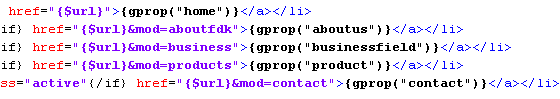 href="{$url}">{gprop("home")}</a></li>
if} href="{$url}&mod=aboutfdk">{gprop("aboutus")}</a></li>
if} href="{$url}&mod=business">{gprop("businessfield")}</a></li>
if} href="{$url}&mod=products">{gprop("product")}</a></li>
ss="active"{/if} href="{$url}&mod=contact">{gprop("contact")}</a></li>